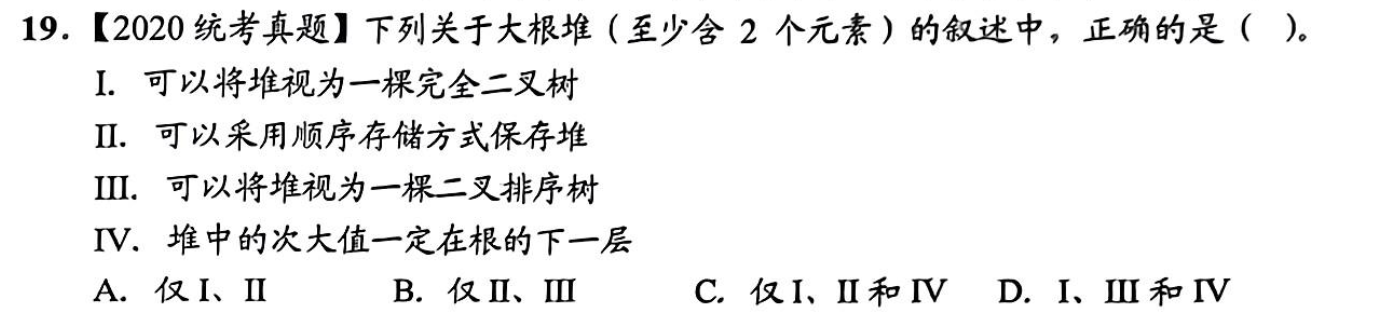 19.【2020 统考真题】下列关于大根堆（至少含 2 个元素）的叙述中，正确的是（ ）。
I. 可以将堆视为一棵完全二叉树
II. 可以采用顺序存储方式保存堆
III. 可以将堆视为一棵二叉排序树
IV. 堆中的次大值一定在根的下一层
A. 仅 I、II B. 仅 II、III C. 仅 I、II 和 IV D. I、III 和 IV